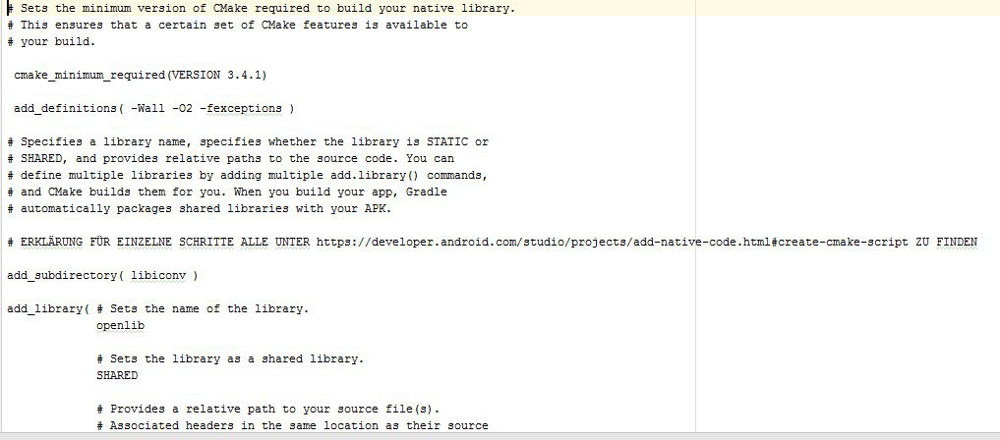 # Sets the minimum version of CMake required to build your native library.
# This ensures that a certain set of CMake features is available to
# your build.
cmake_minimum_required(VERSION 3.4.1)
add_definitions( -Wall -O2 -fexceptions )
# Specifies a library name, specifies whether the library is STATIC or
# SHARED, and provides relative paths to the source code. You can
# define multiple libraries by adding multiple add.library() commands,
# and CMake builds them for you. When you build your app, Gradle
# automatically packages shared libraries with your APK.
# ERKLÄRUNG FÜR EINZELNE SCHRITTE ALLE UNTER https://developer.android.com/studio/projects/add-native-code.html#create-cmake-script ZU FINDEN
add_subdirectory( libiconv )
add_library( # Sets the name of the library.
openlib
# Sets the library as a shared library.
SHARED
# Provides a relative path to your source file(s).
# Associated headers in the same location as their source